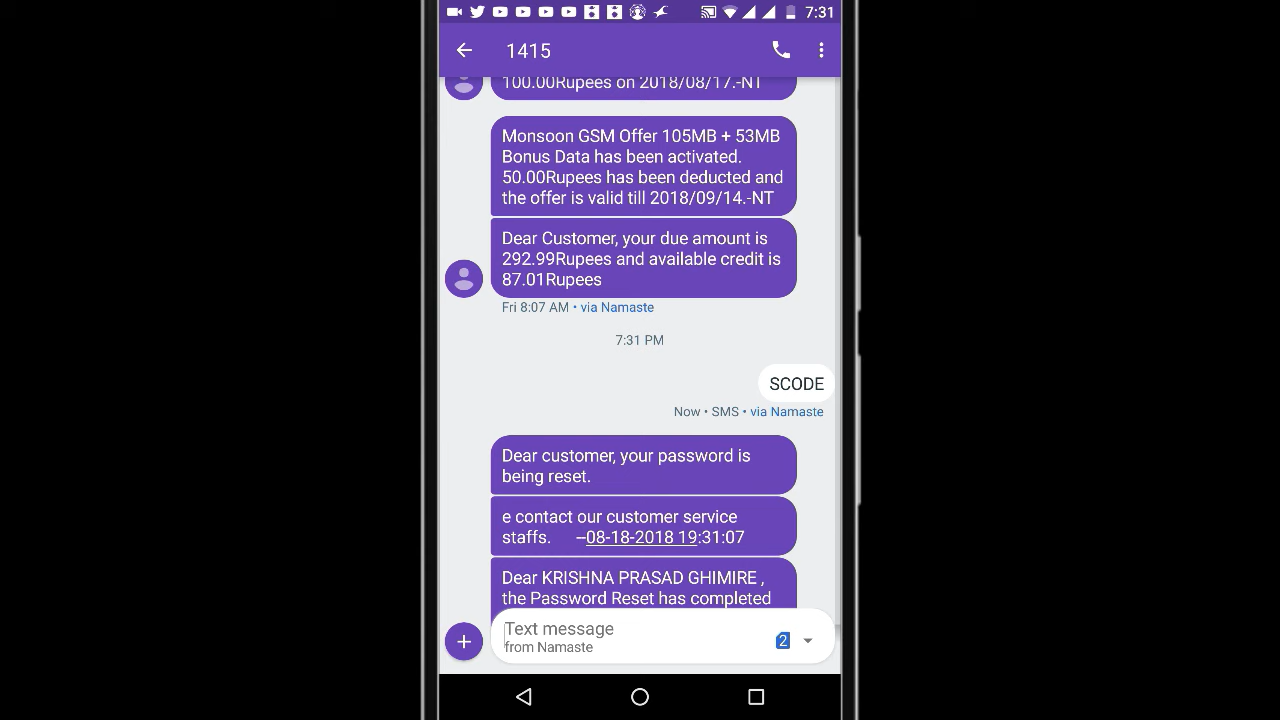 7:31
1415
100.00Rupees on 2018/08/17.-NT
Monsoon GSM Offer 105MB + 53MB
Bonus Data has been activated.
50.00Rupees has been deducted and
the offer is valid till 2018/09/14.-NT
Dear Customer, your due amount is
292.99Rupees and available credit is
87.01Rupees
Fri 8:07 AM • via Namaste
7:31 PM
SCODE
Now • SMS • via Namaste
Dear customer, your password is
being reset.
e contact our customer service
staffs. --08-18-2018 19:31:07
Dear KRISHNA PRASAD GHIMIRE ,
the Password Reset has completed
Text message
2
from Namaste